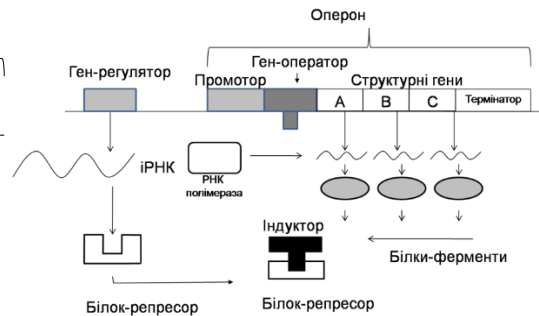 Оперон
Ген-оператор
Ген-регулятор
Промотор
Структурні гени
А
В
С
Термінатор
іРНК
РНК
полімераза
Індуктор
Білки-ферменти
Білок-репресор
Білок-репресор